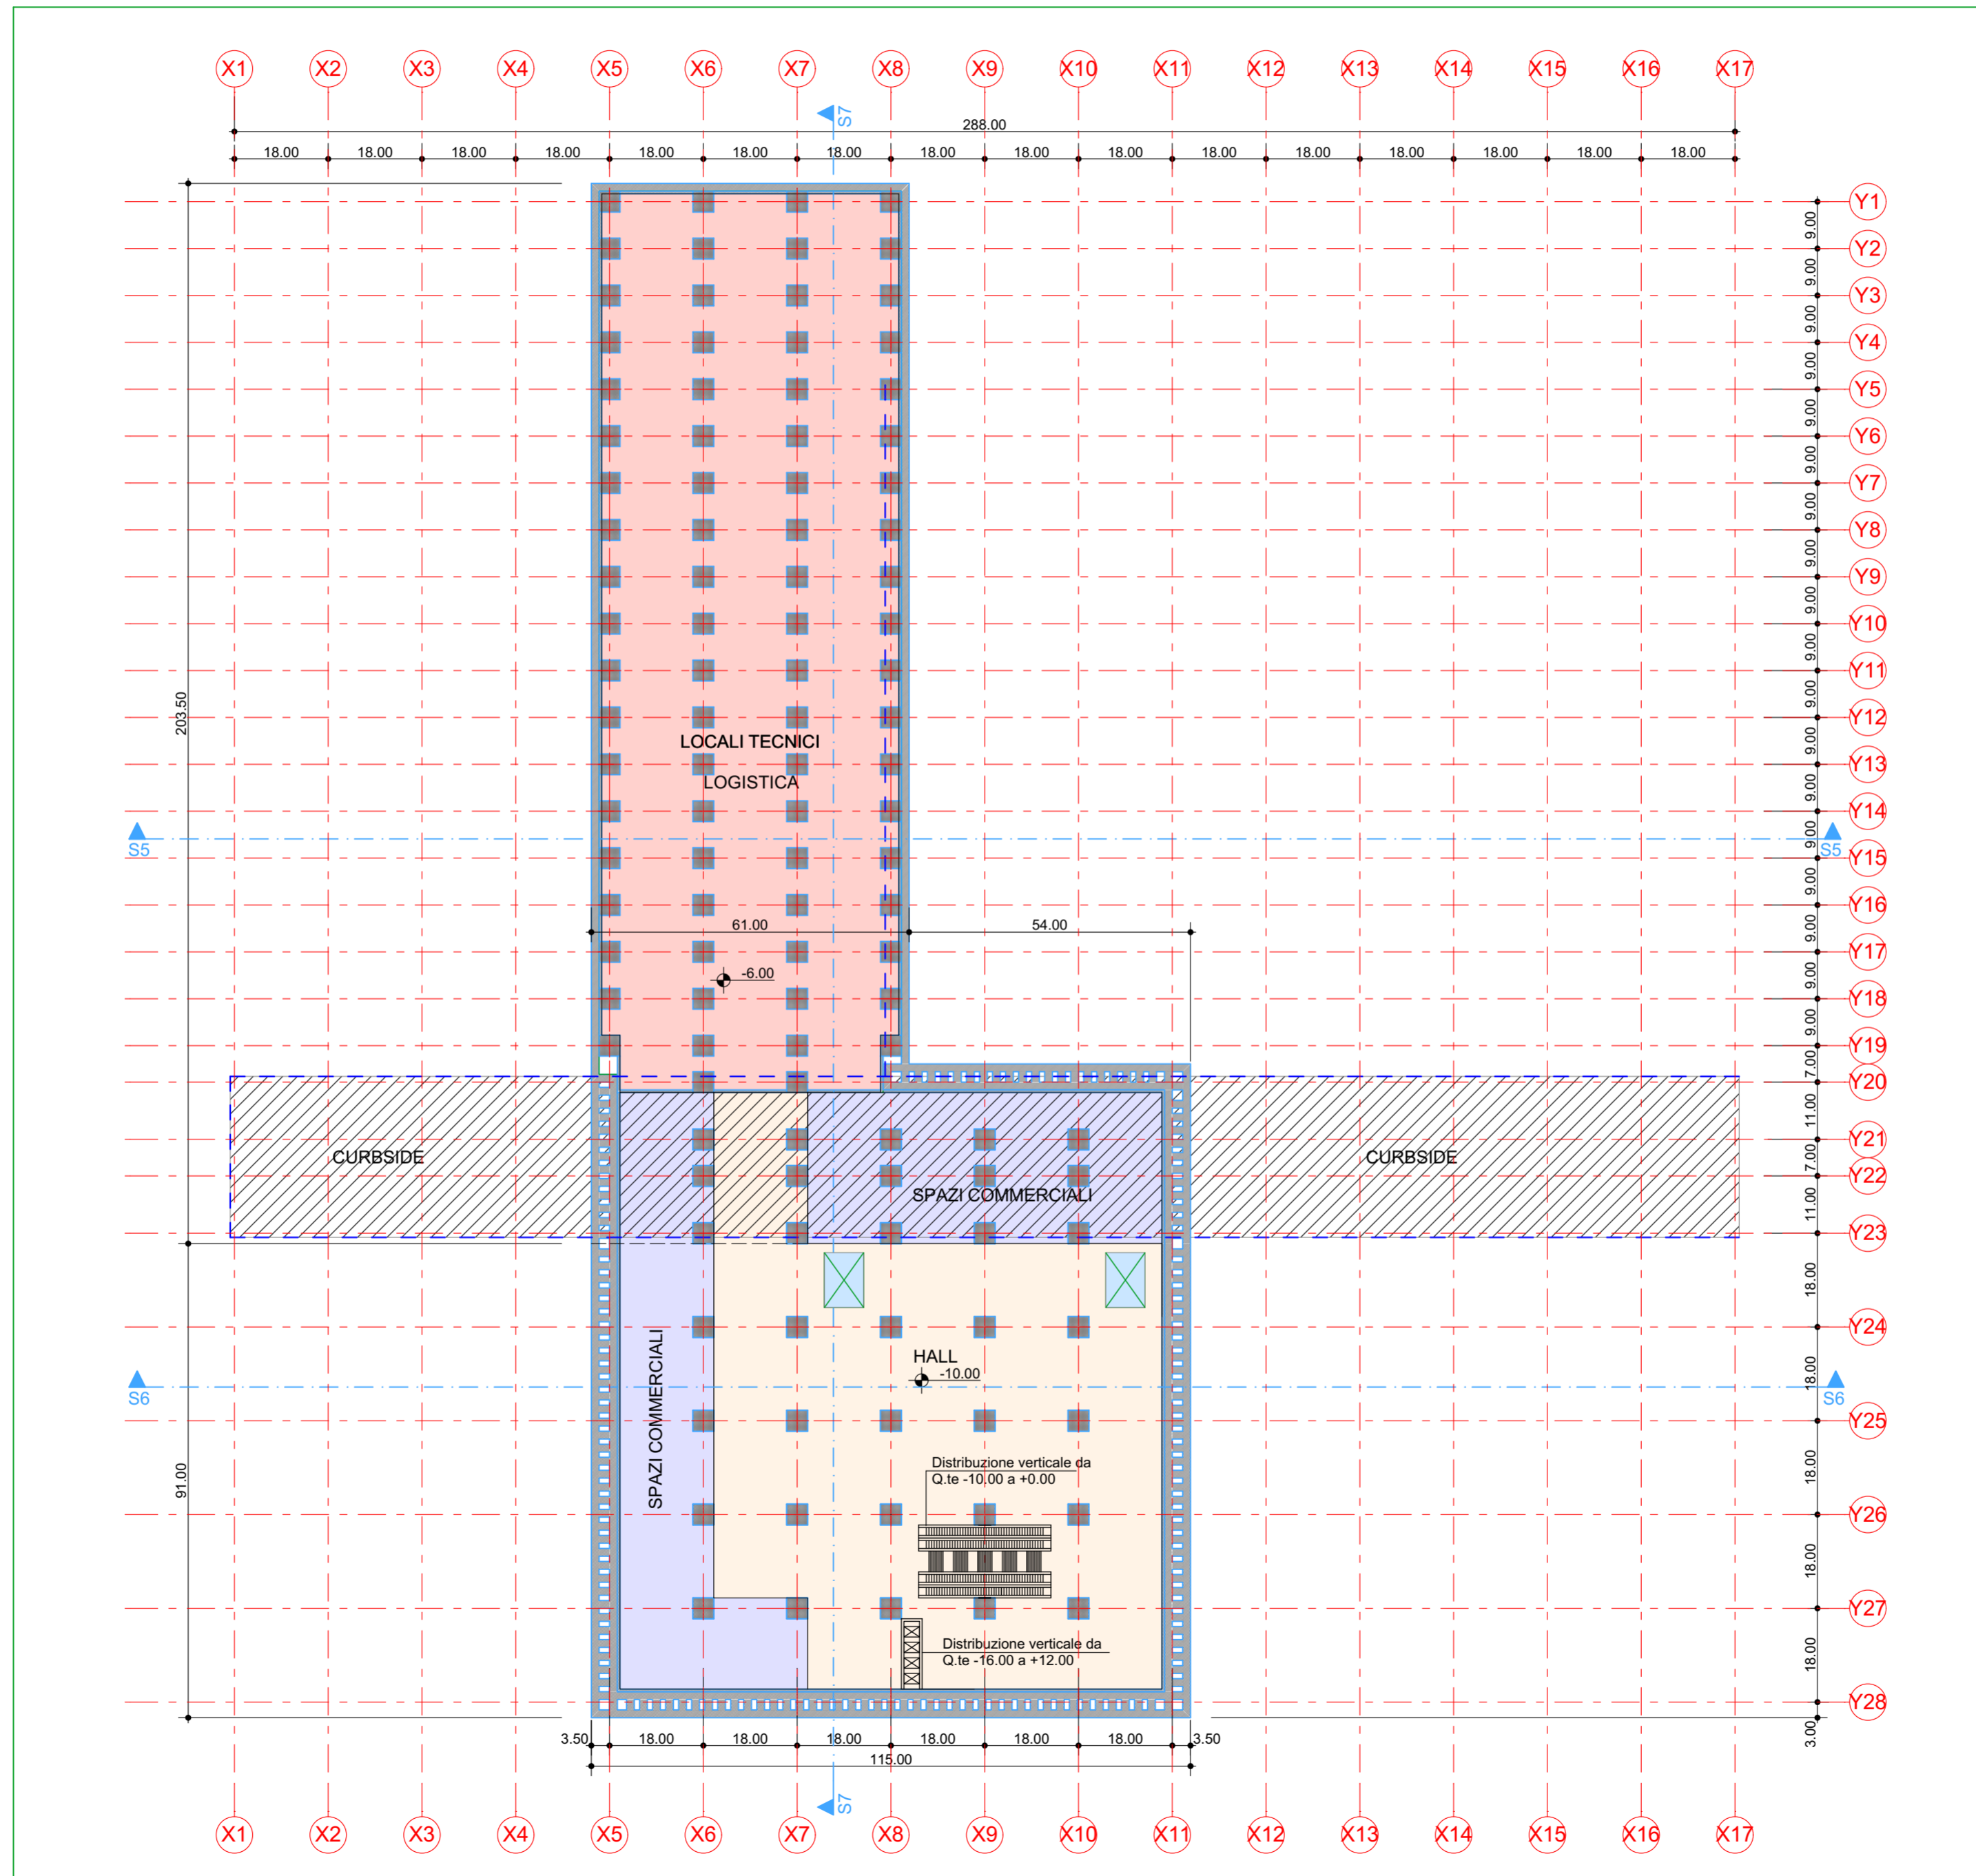 X1 X2 X3 X4 X5 X6 X7 X8 X9 X10 X11 X12 X13 X14 X15 X16 X17
S7
288.00
18.00 18.00 18.00 18.00 18.00 18.00 18.00 18.00 18.00 18.00 18.00 18.00 18.00 18.00 18.00 18.00
Y1
9.00
Y2
9.00
Y3
9.00
Y4
9.00
Y5
9.00
Y6
9.00
Y7
9.00
Y8
9.00
Y9
9.00
Y10
9.00
Y11
9.00
Y12
9.00
Y13
9.00
Y14
9.00
Y15
9.00
Y16
9.00
Y17
9.00
Y18
9.00
Y19
7.00
Y20
11.00
Y21
7.00
Y22
11.00
Y23
18.00
Y24
18.00
Y25
18.00
Y26
18.00
Y27
18.00
Y28
3.00
203.50
91.00
LOCALI TECNICI
LOGISTICA
S5 S5
61.00 54.00
-6.00
CURBSIDE CURBSIDE
SPAZI COMMERCIALI
SPAZI COMMERCIALI
HALL
-10.00
S6 S6
Distribuzione verticale da
Q.te -10.00 a +0.00
Distribuzione verticale da
Q.te -16.00 a +12.00
3.50 18.00 18.00 18.00 18.00 18.00 18.00 3.50
115.00
S7
X1 X2 X3 X4 X5 X6 X7 X8 X9 X10 X11 X12 X13 X14 X15 X16 X17